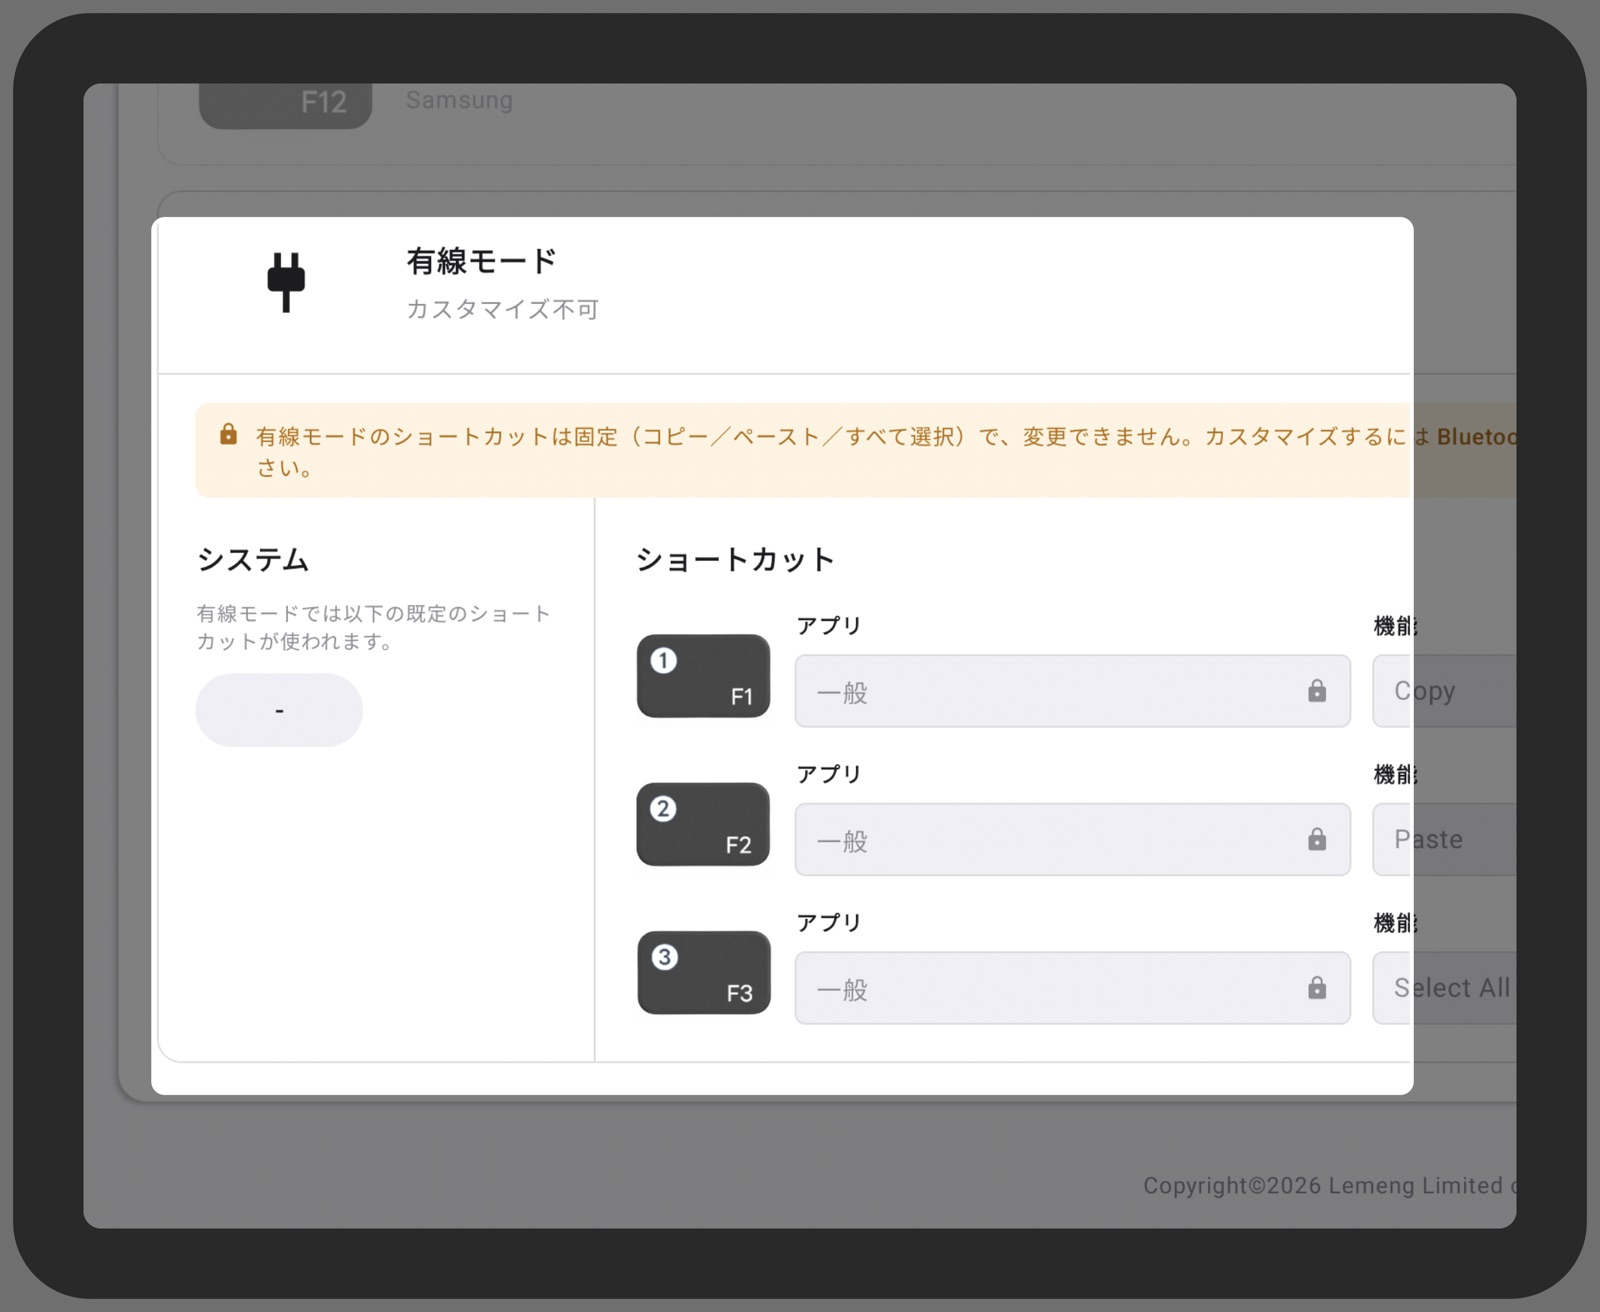 F12
Samsung
有線モード
カスタマイズ不可
有線モードのショートカットは固定（コピー／ペースト／すべて選択）で、変更できません。カスタマイズするには
さい。
システム
有線モードでは以下の既定のショート
カットが使われます。
-
ショートカット
アプリ
機能
1
F1
一般
Copy
アプリ
機能
2
F2
一般
Paste
アプリ
機能
3
F3
一般
Select All
Copyright©2026 Lemeng Limited